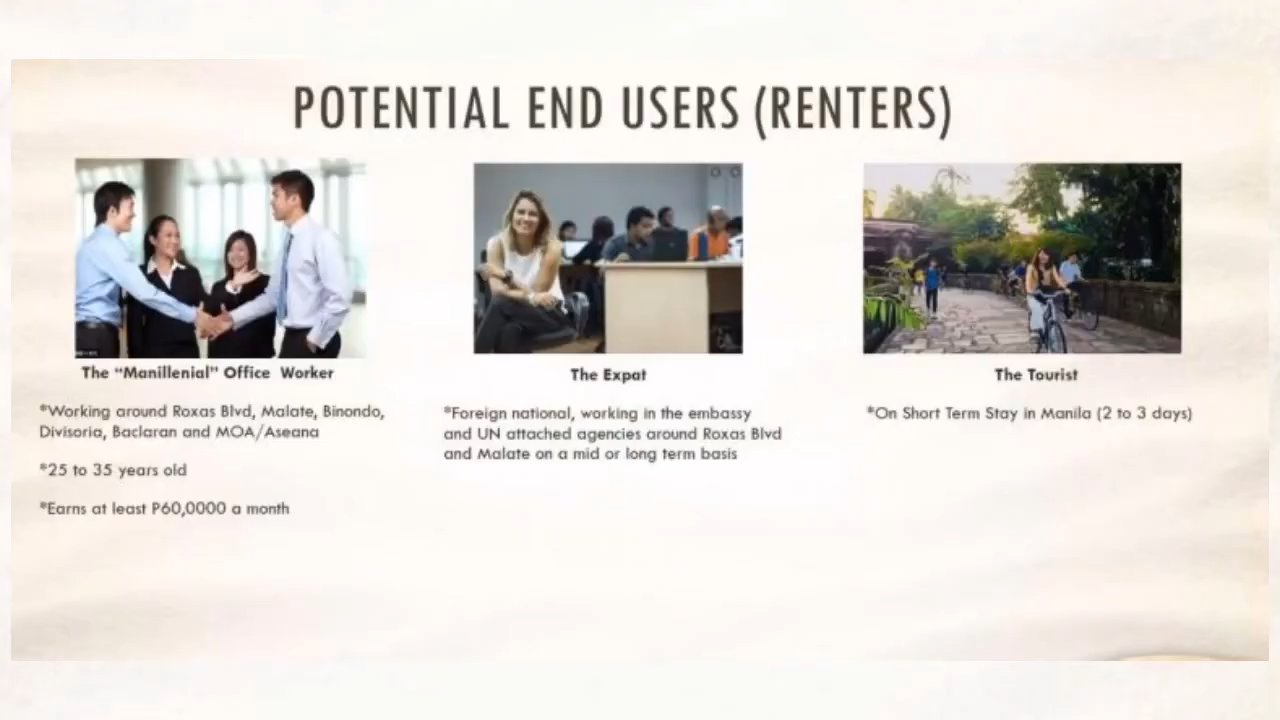 POTENTIAL END USERS (RENTERS)
The “Manillenial” Office Worker
*Working around Roxas Blvd, Malate, Binondo,
Divisoria, Baclaran and MOA/Aseana
*25 to 35 years old
*Earns at least P60,0000 a month
The Expat
*Foreign national, working in the embassy
and UN attached agencies around Roxas Blvd
and Malate on a mid or long term basis
The Tourist
*On Short Term Stay in Manila (2 to 3 days)